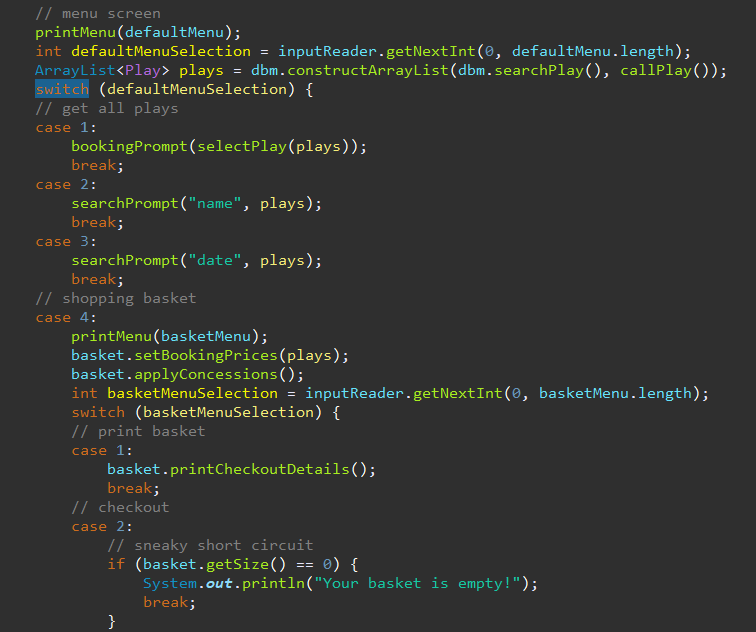 // menu screen
printMenu(defaultMenu);
int defaultMenuSelection = inputReader.getNextInt(0, defaultMenu.length);
ArrayList<Play> plays = dbm.constructArrayList(dbm.searchPlay(), callPlay());
switch (defaultMenuSelection) {
// get all plays
case 1:
    bookingPrompt(selectPlay(plays));
    break;
case 2:
    searchPrompt("name", plays);
    break;
case 3:
    searchPrompt("date", plays);
    break;
// shopping basket
case 4:
    printMenu(basketMenu);
    basket.setBookingPrices(plays);
    basket.applyConcessions();
    int basketMenuSelection = inputReader.getNextInt(0, basketMenu.length);
    switch (basketMenuSelection) {
    // print basket
    case 1:
        basket.printCheckoutDetails();
        break;
    // checkout
    case 2:
        // sneaky short circuit
        if (basket.getSize() == 0) {
            System.out.println("Your basket is empty!");
            break;
        }